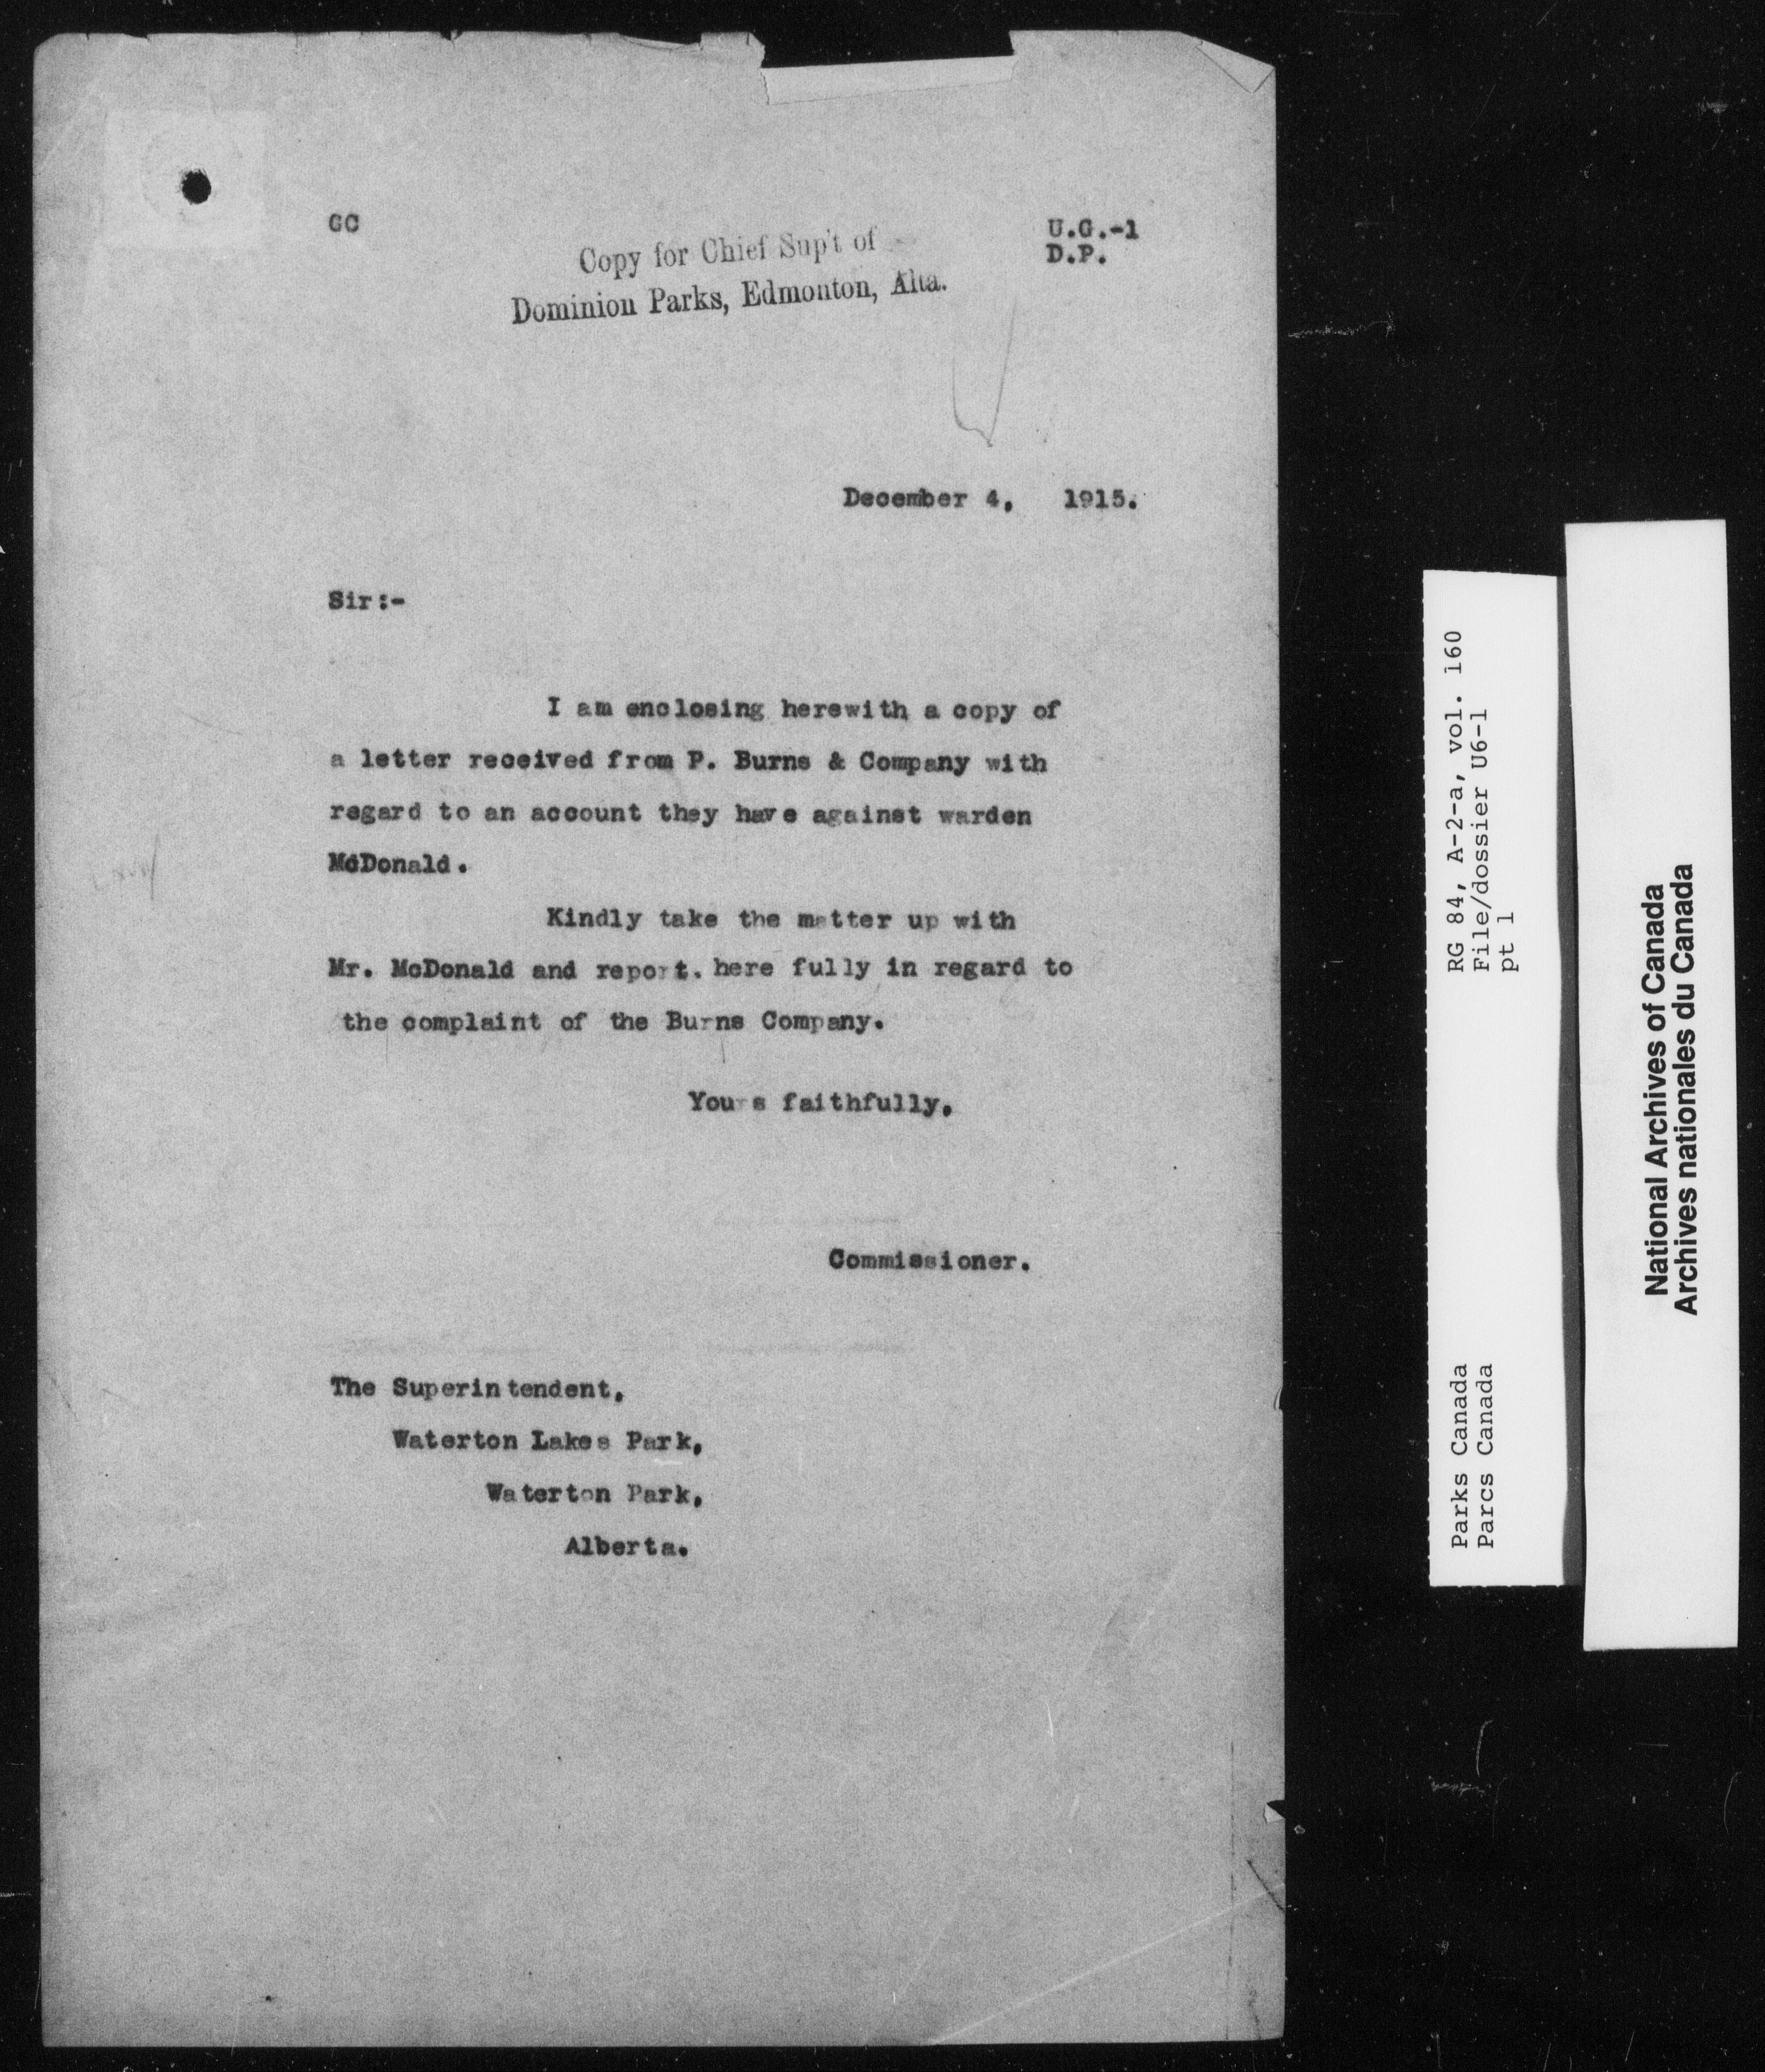 GC
U.G.-1
D.P.
Copy for Chief Sup't of
Dominion Parks, Edmonton, Alta.
December 4, 1915.
Sir:-
I am enclosing herewith a copy of
a letter received from P. Burns & Company with
regard to an account they have against warden
McDonald.
Kindly take the matter up with
Mr. McDonald and report. here fully in regard to
the complaint of the Burns Company.
Yours faithfully,
Commissioner.
The Superintendent,
Waterton Lakes Park,
Waterton Park,
Alberta.
RG 84, A-2-a, vol. 160
File/dossier U6-1
pt 1
Parks Canada
Parcs Canada
National Archives of Canada
Archives nationales du Canada